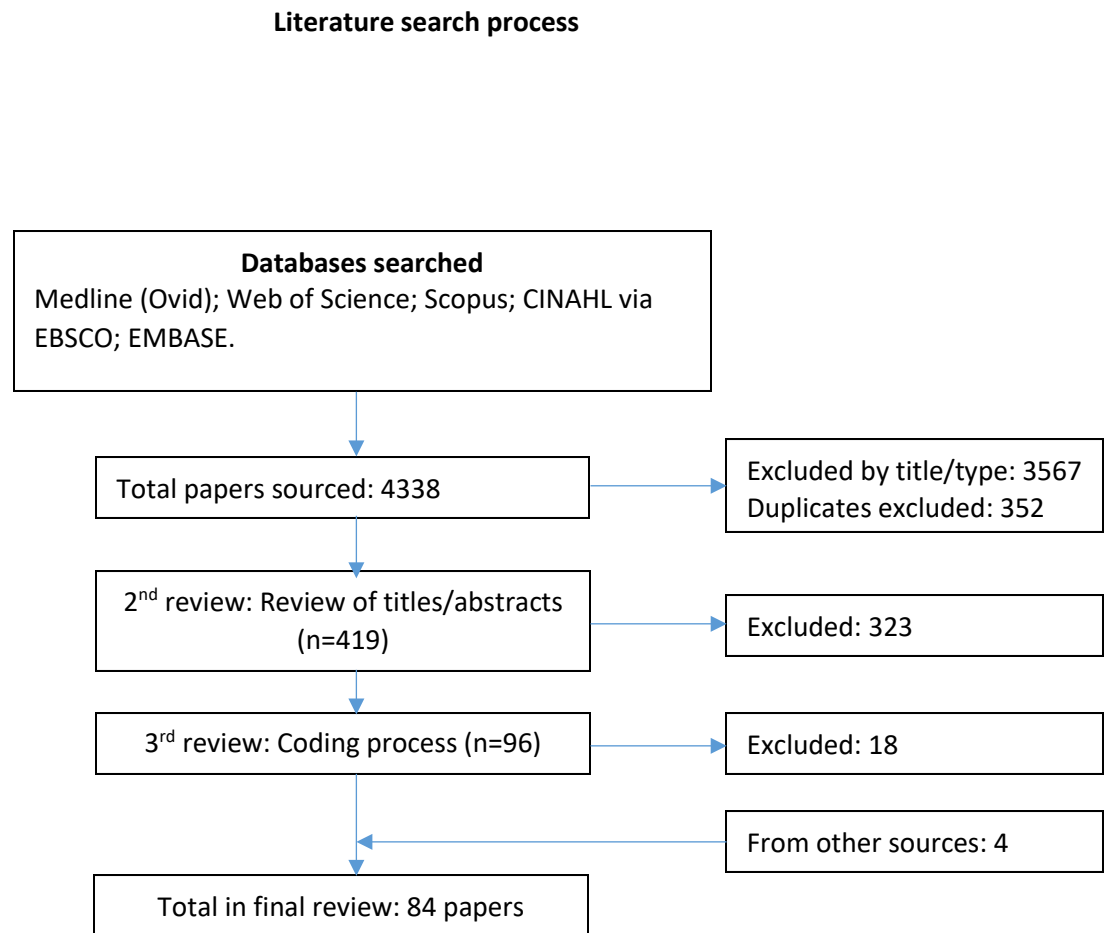 Literature search process
Databases searched
Medline (Ovid); Web of Science; Scopus; CINAHL via
EBSCO; EMBASE.
Total papers sourced: 4338
Excluded by title/type: 3567
Duplicates excluded: 352
2nd review: Review of titles/abstracts
(n=419)
Excluded: 323
3rd review: Coding process (n=96)
Excluded: 18
From other sources: 4
Total in final review: 84 papers